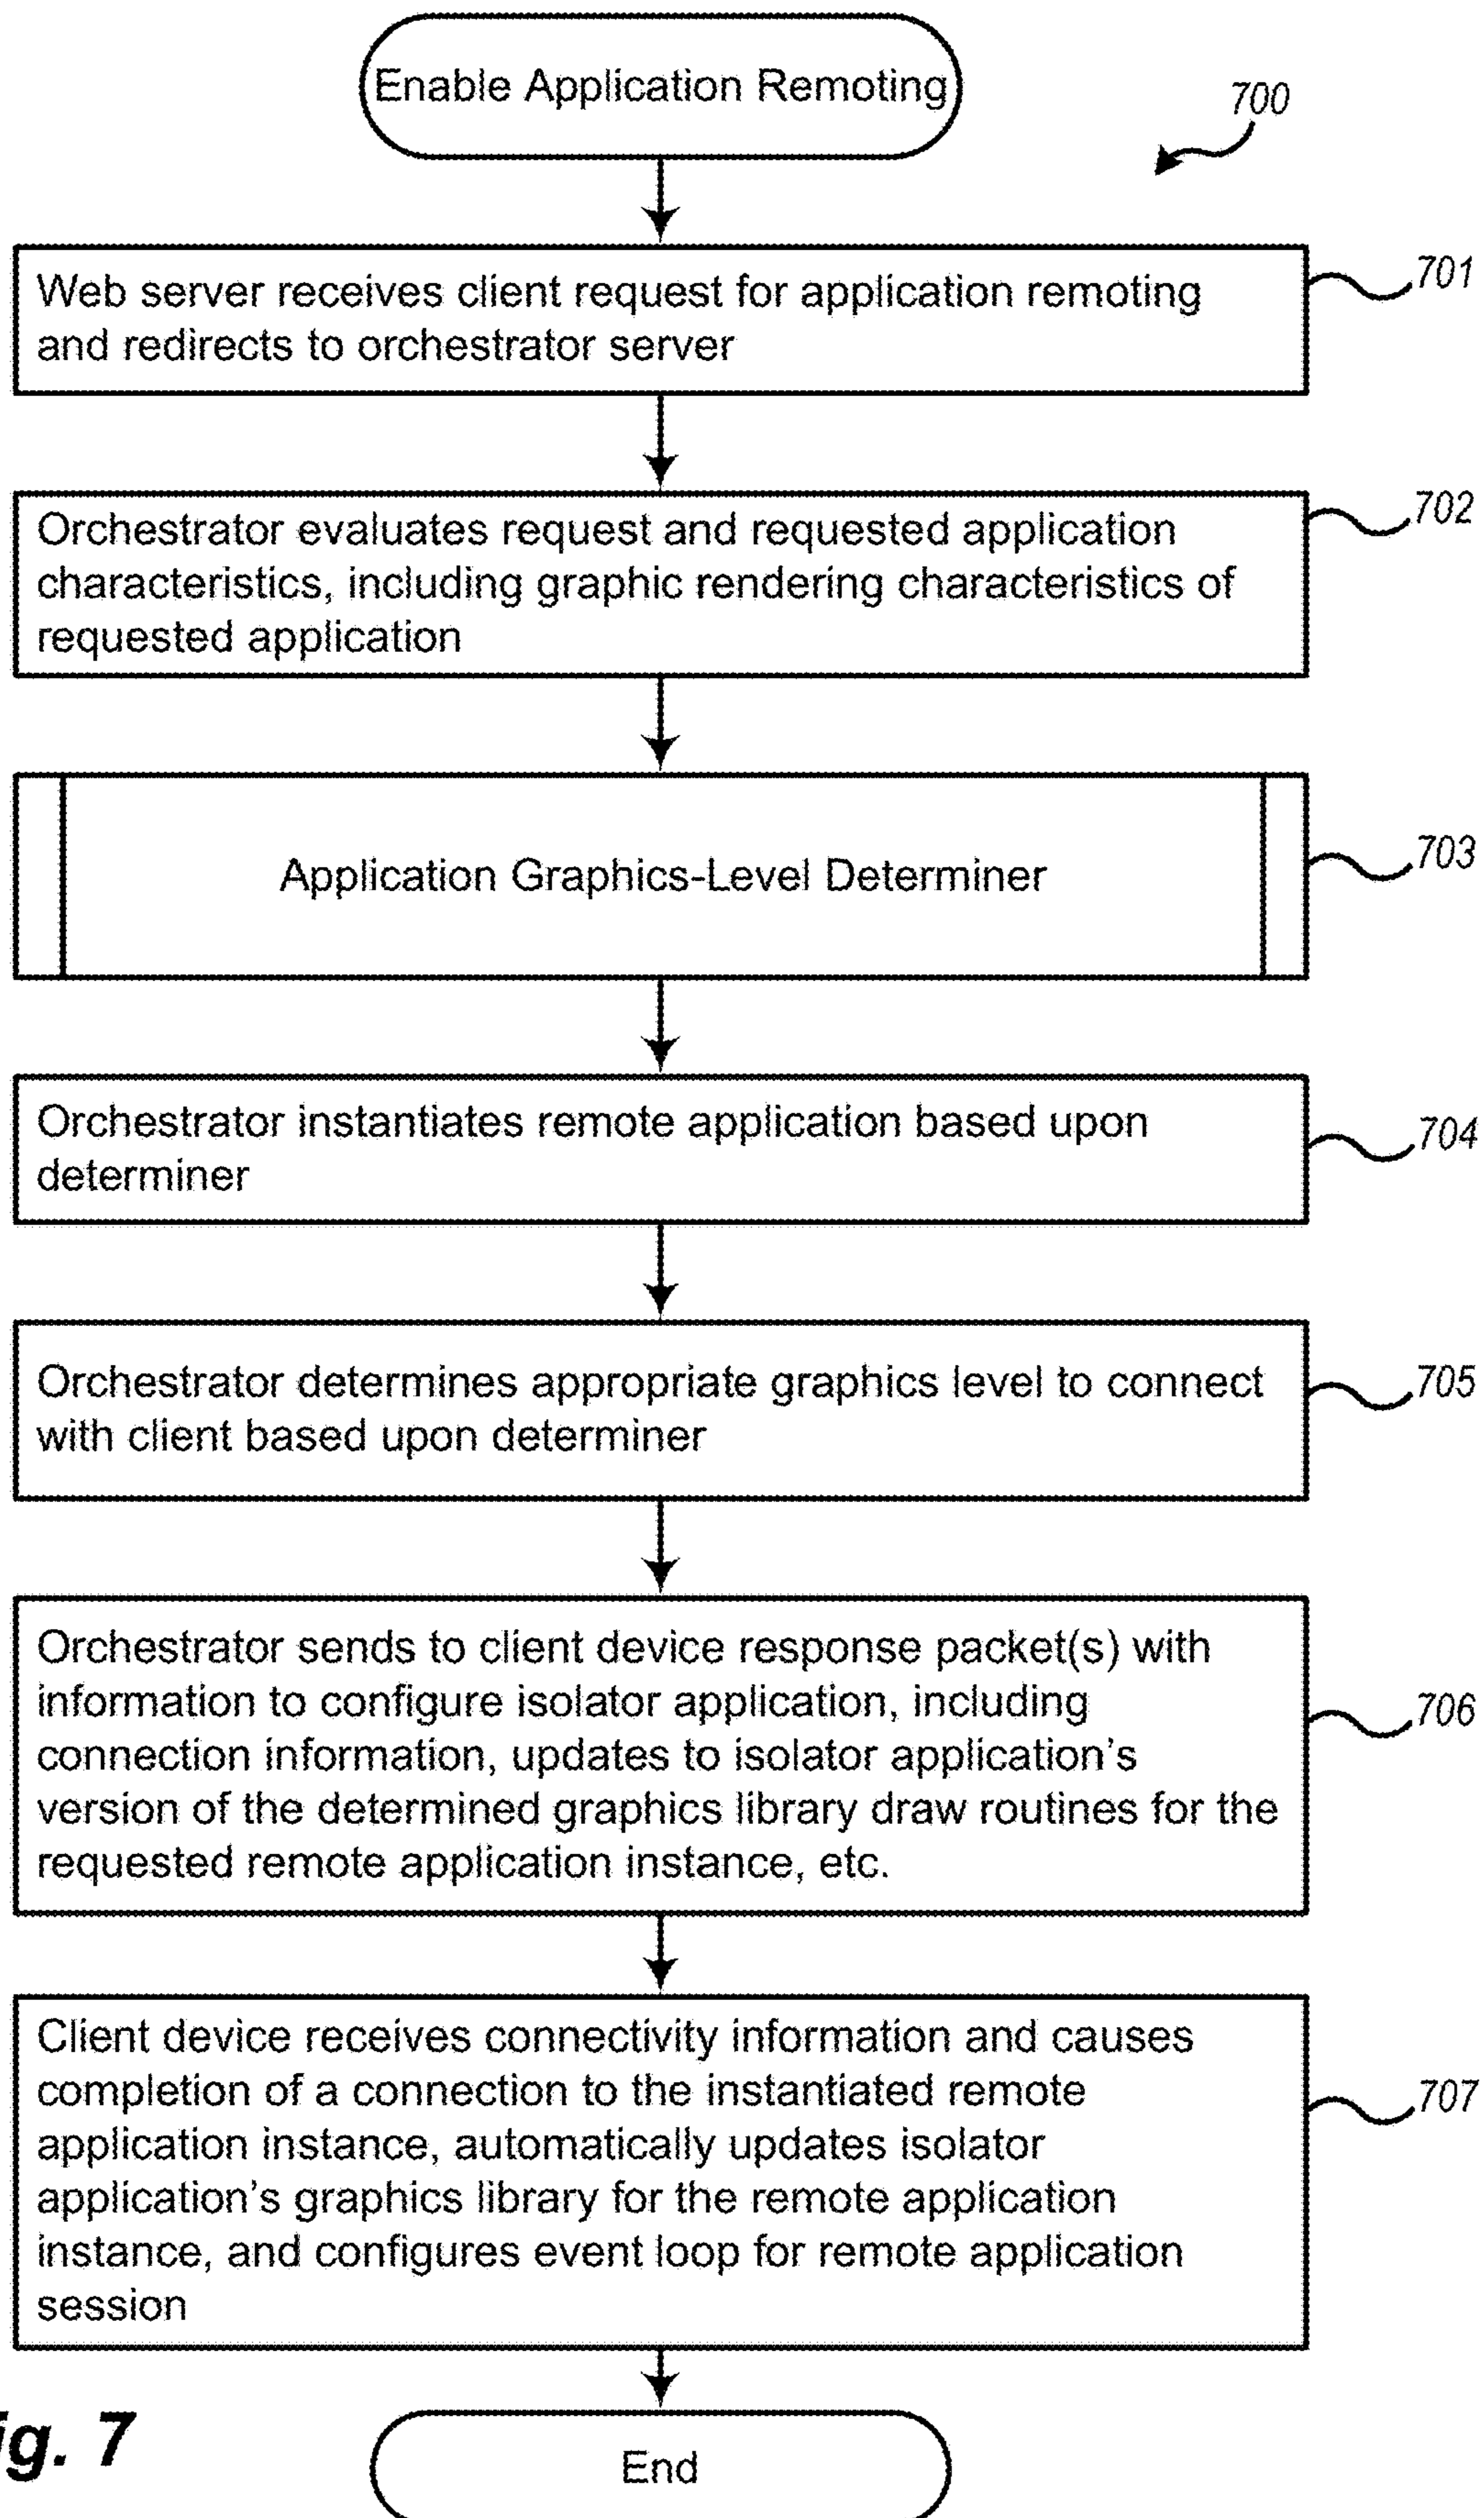 Enable Application Remoting
700
Web server receives client request for application remoting
and redirects to orchestrator server
701
Orchestrator evaluates request and requested application
characteristics, including graphic rendering characteristics of
requested application
702
Application Graphics-Level Determiner
703
Orchestrator instantiates remote application based upon
determiner
704
Orchestrator determines appropriate graphics level to connect
with client based upon determiner
705
Orchestrator sends to client device response packet(s) with
information to configure isolator application, including
connection information, updates to isolator application's
version of the determined graphics library draw routines for the
requested remote application instance, etc.
706
Client device receives connectivity information and causes
completion of a connection to the instantiated remote
application instance, automatically updates isolator
application's graphics library for the remote application
instance, and configures event loop for remote application
session
707
ig. 7
End